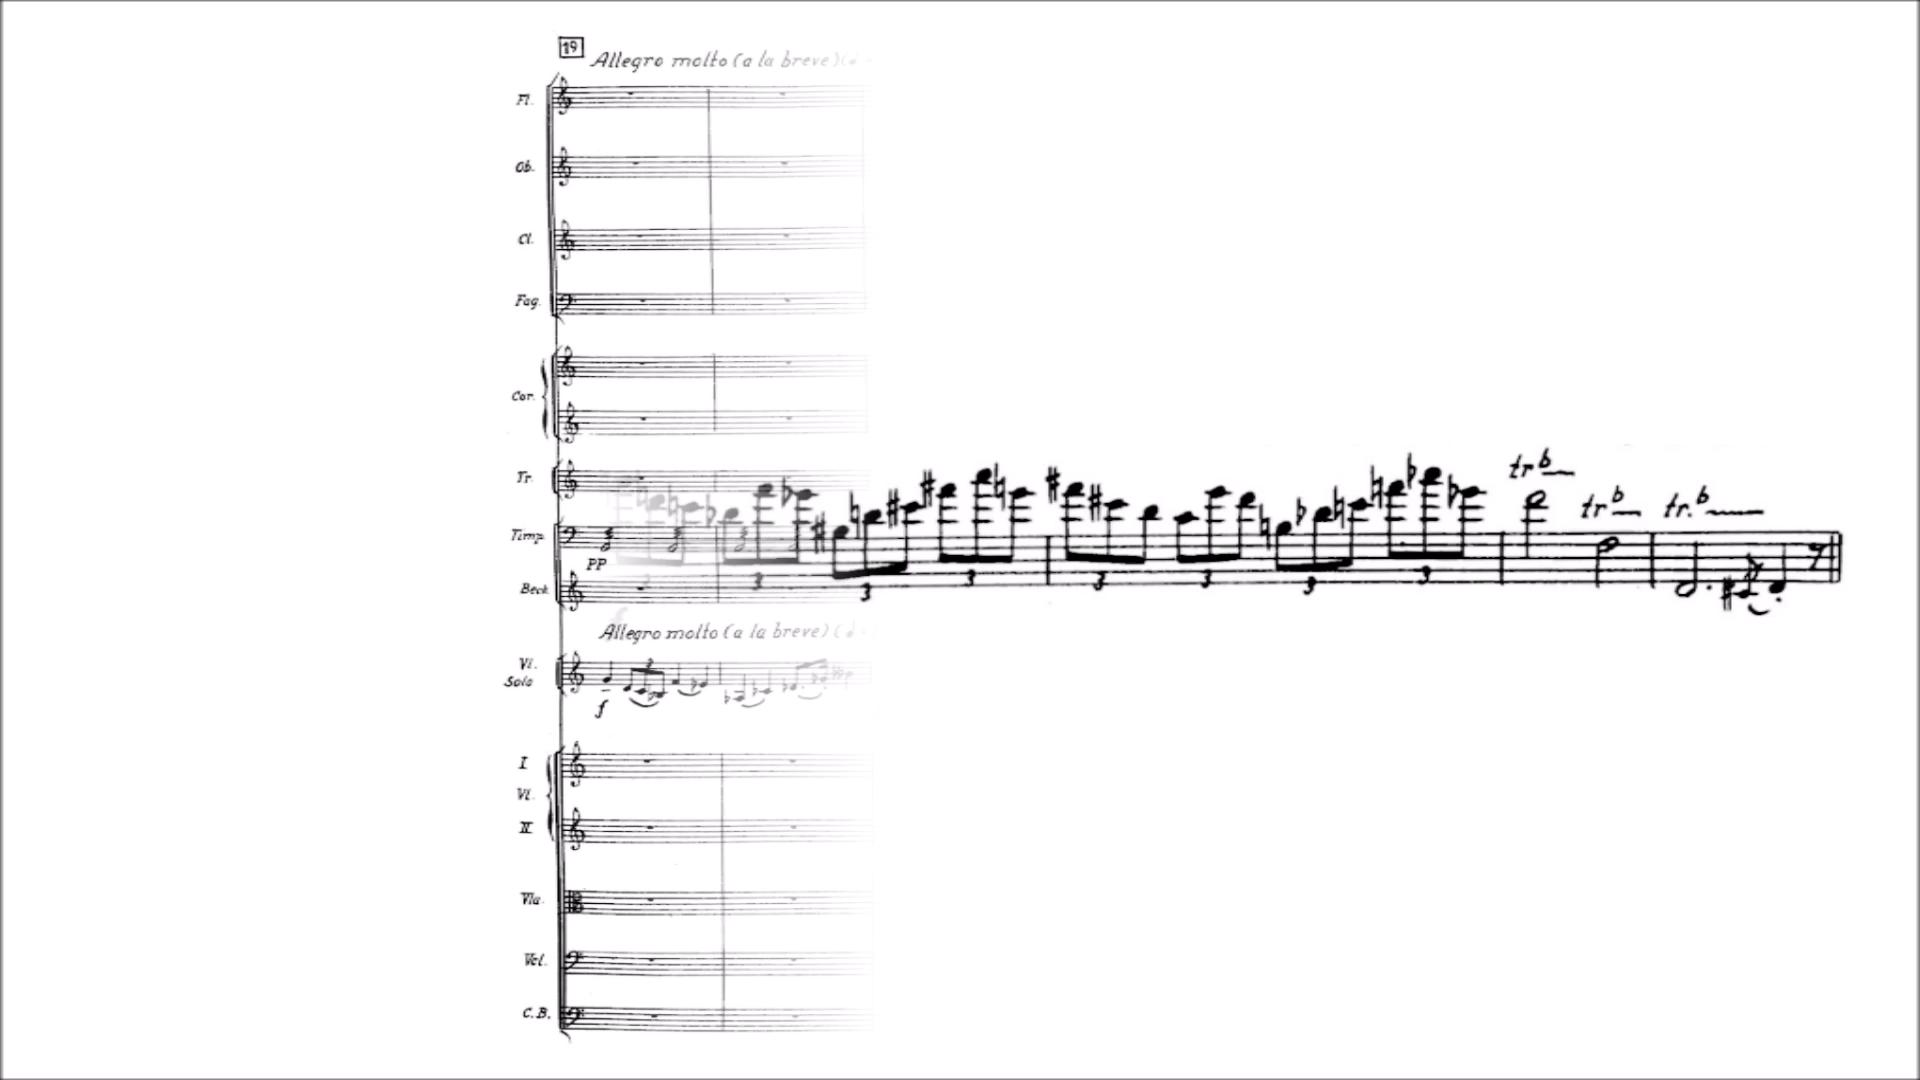 19
Allegro molto (a la breve) (
Fl.
Ob.
Cl.
Fag.
Cor.
Tr.
tr♭
tr♭
tr.♭
Timp.
PP
3
3
3
3
3
3
3
Beck.
Allegro molto (a la breve) (
3
Vl.
Solo
f
I
Vl.
II
Vla.
Vcl.
C.B.